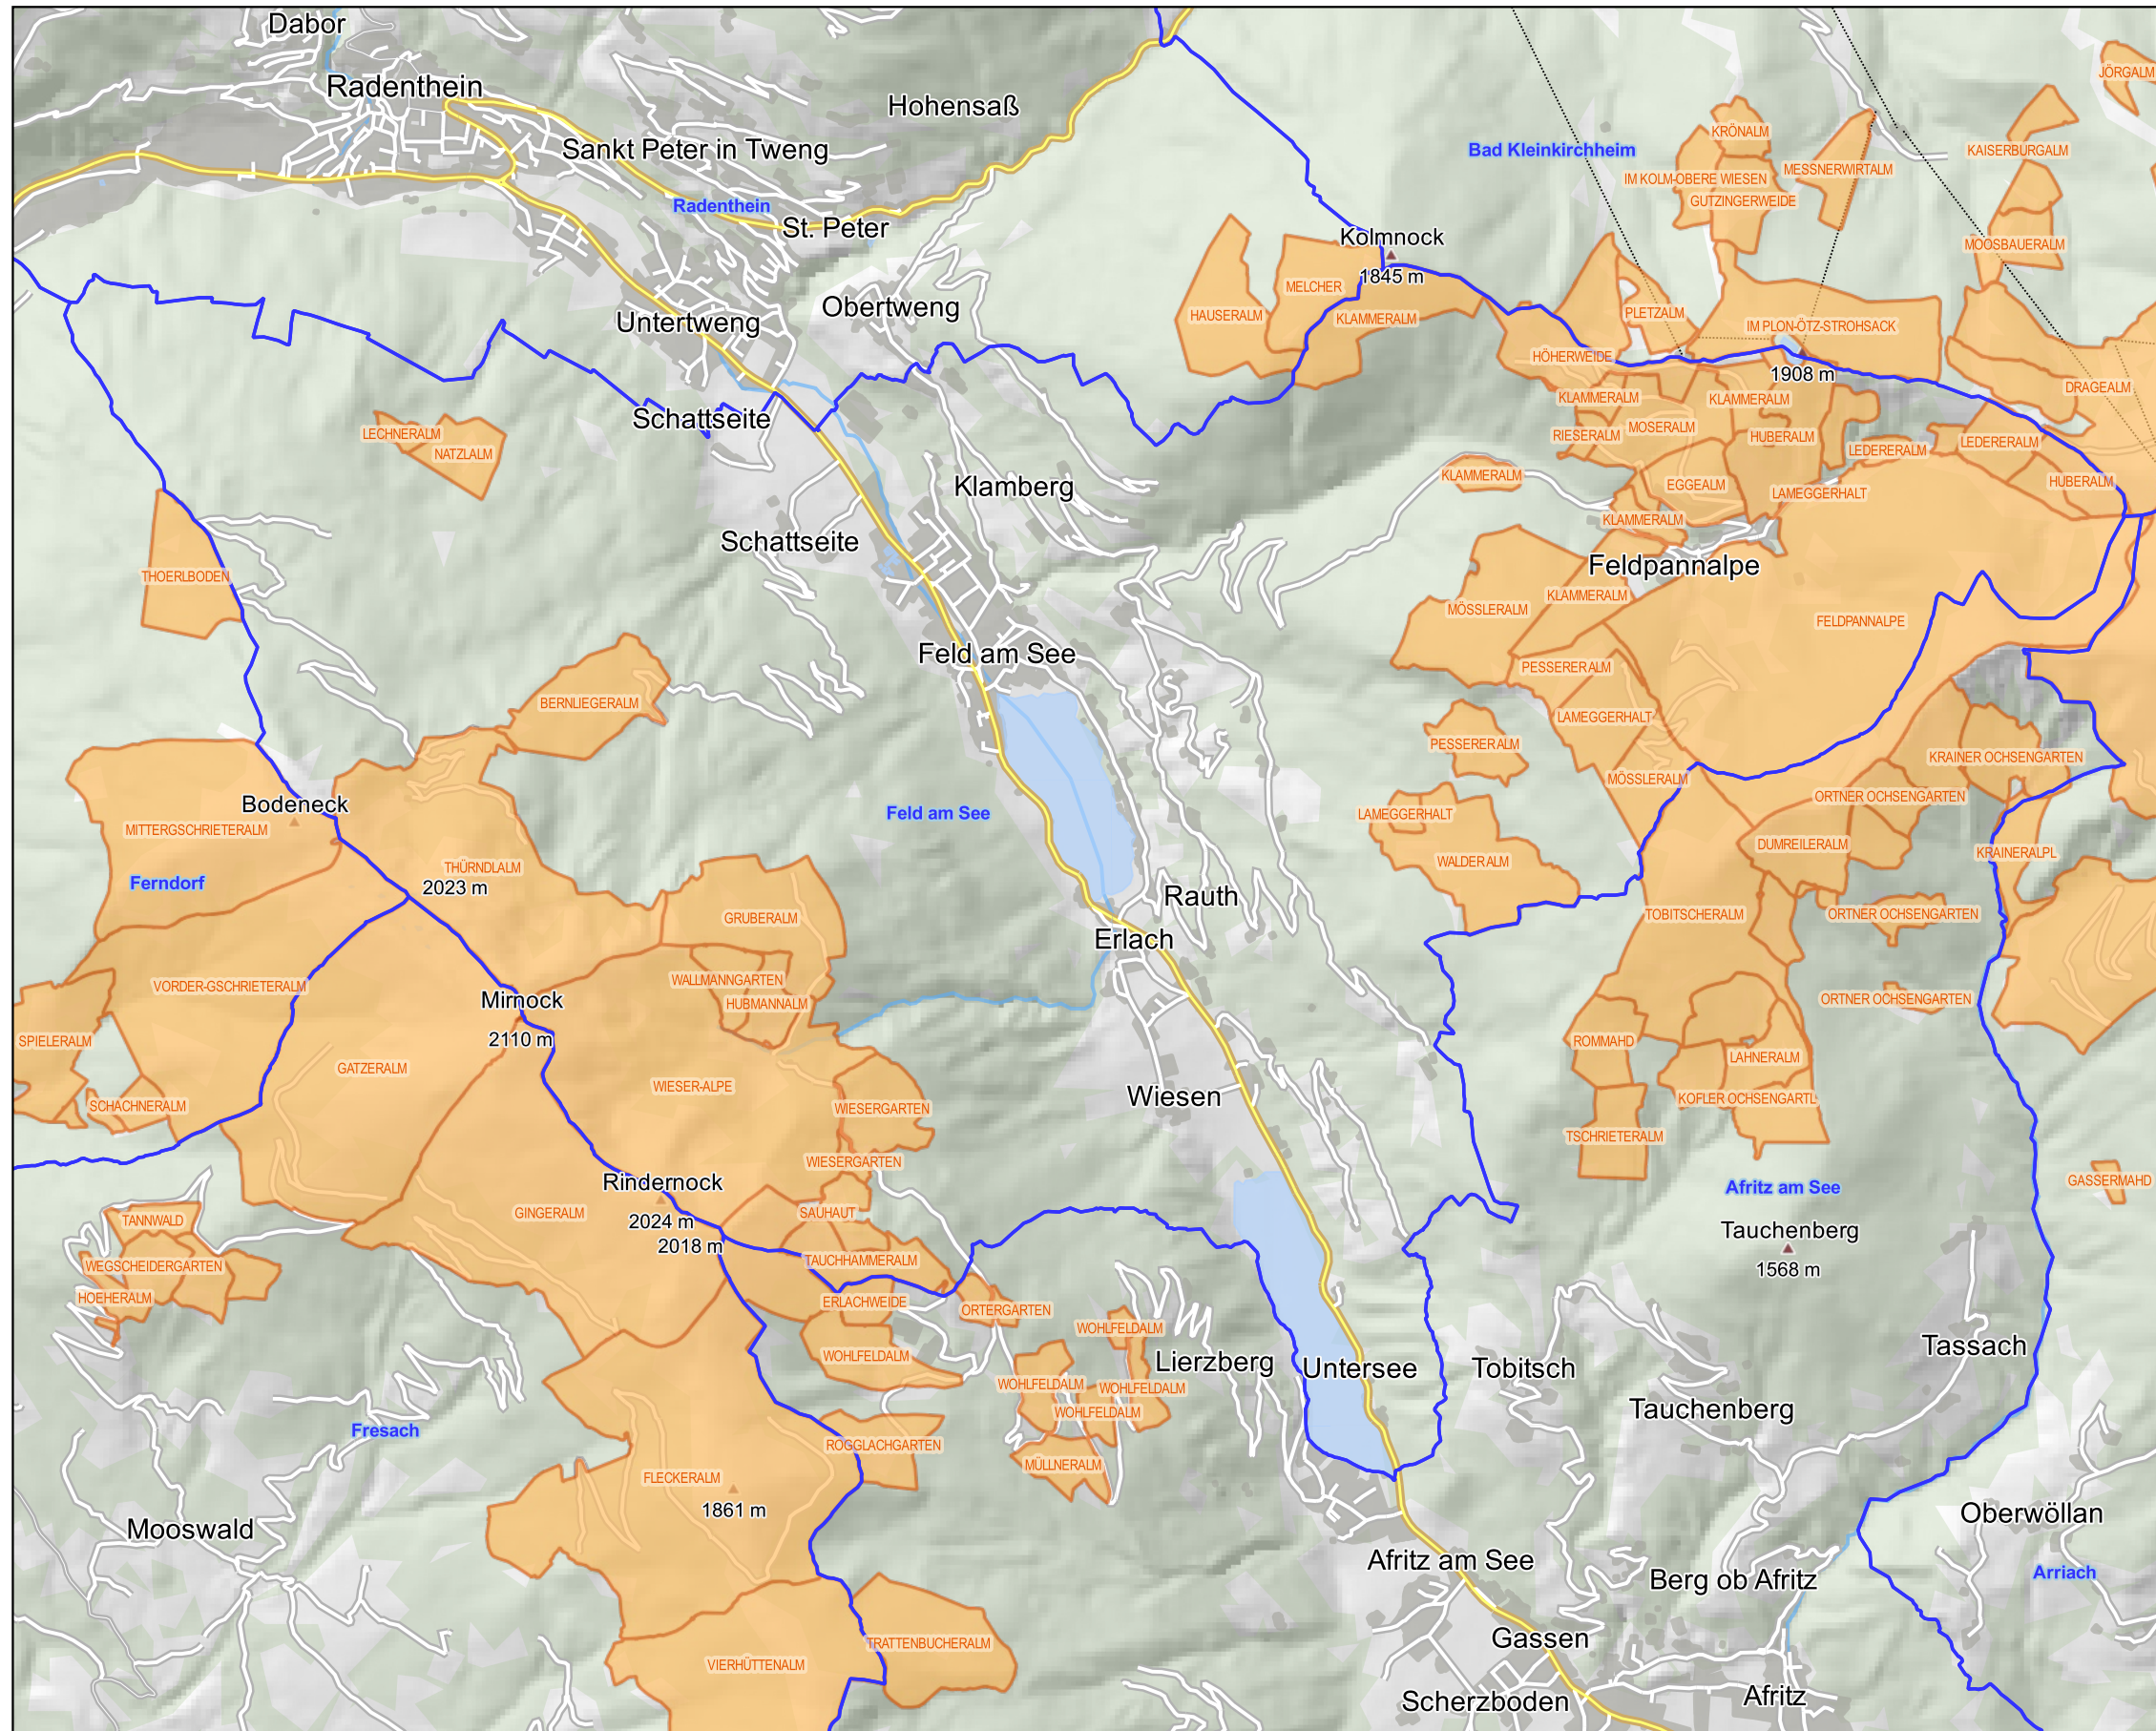 Dabor
JÖRGALM
Radenthein
Hohensaß
KRÖNALM
Sankt Peter in Tweng
Bad Kleinkirchheim
KAISERBURGALM
MESSNERWIRTALM
IM KOLM-OBERE WIESEN
Radenthein
GUTZINGERWEIDE
St. Peter
Kolmnock
MOOSBAUERALM
1845 m
MELCHER
Obertweng
HAUSERALM
KLAMMERALM
PLETZALM
Untertweng
IM PLON-ÖTZ-STROHSACK
HÖHERWEIDE
1908 m
DRAGEALM
KLAMMERALM
KLAMMERALM
Schattseite
LECHNERALM
MOSERALM
RIESERALM
HUBERALM
LEDERERALM
LEDERERALM
NATZLALM
KLAMMERALM
HUBERALM
Klamberg
EGGEALM
LAMEGGERHALT
KLAMMERALM
Schattseite
Feldpannalpe
THOERLBODEN
KLAMMERALM
MÖSSLERALM
FELDPANNALPE
Feld am See
PESSERERALM
BERNLIEGERALM
LAMEGGERHALT
PESSERERALM
KRAINER OCHSENGARTEN
MÖSSLERALM
ORTNER OCHSENGARTEN
Bodeneck
Feld am See
LAMEGGERHALT
MITTERGSCHRIETERALM
DUMREILERALM
KRAINERALPL
WALDERALM
THÜRNDLALM
Ferndorf
2023 m
Rauth
GRUBERALM
TOBITSCHERALM
ORTNER OCHSENGARTEN
Erlach
WALLMANNGARTEN
VORDER-GSCHRIETERALM
Mirnock
HUBMANNALM
ORTNER OCHSENGARTEN
2110 m
SPIELERALM
ROMMAHD
LAHNERALM
GATZERALM
WIESER-ALPE
Wiesen
SCHACHNERALM
WIESERGARTEN
KOFLER OCHSENGARTL
TSCHRIETERALM
WIESERGARTEN
Rindernock
GASSERMAHD
Afritz am See
SAUHAUT
GINGERALM
TANNWALD
2024 m
Tauchenberg
2018 m
TAUCHHAMMERALM
WEGSCHEIDERGARTEN
1568 m
HOEHERALM
ERLACHWEIDE
ORTERGARTEN
WOHLFELDALM
Tassach
WOHLFELDALM
Lierzberg
Untersee
Tobitsch
WOHLFELDALM
WOHLFELDALM
WOHLFELDALM
Tauchenberg
Fresach
ROGGLACHGARTEN
MÜLLNERALM
FLECKERALM
1861 m
Oberwöllan
Mooswald
Afritz am See
Arriach
Berg ob Afritz
Gassen
TRATTENBUCHERALM
VIERHÜTTENALM
Scherzboden
Afritz